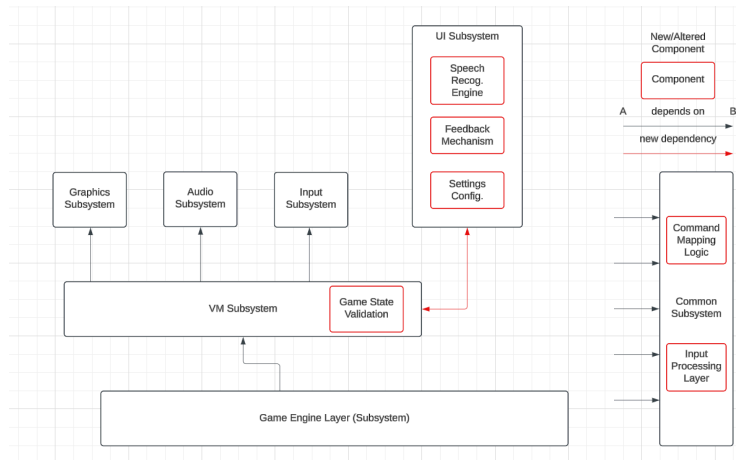 UI Subsystem
Speech
Recog.
Engine
Feedback
Mechanism
Settings
Config.
New/Altered
Component
Component
A depends on B
new dependency
Graphics
Subsystem
Audio
Subsystem
Input
Subsystem
VM Subsystem
Game State
Validation
Game Engine Layer (Subsystem)
Command
Mapping
Logic
Common
Subsystem
Input
Processing
Layer